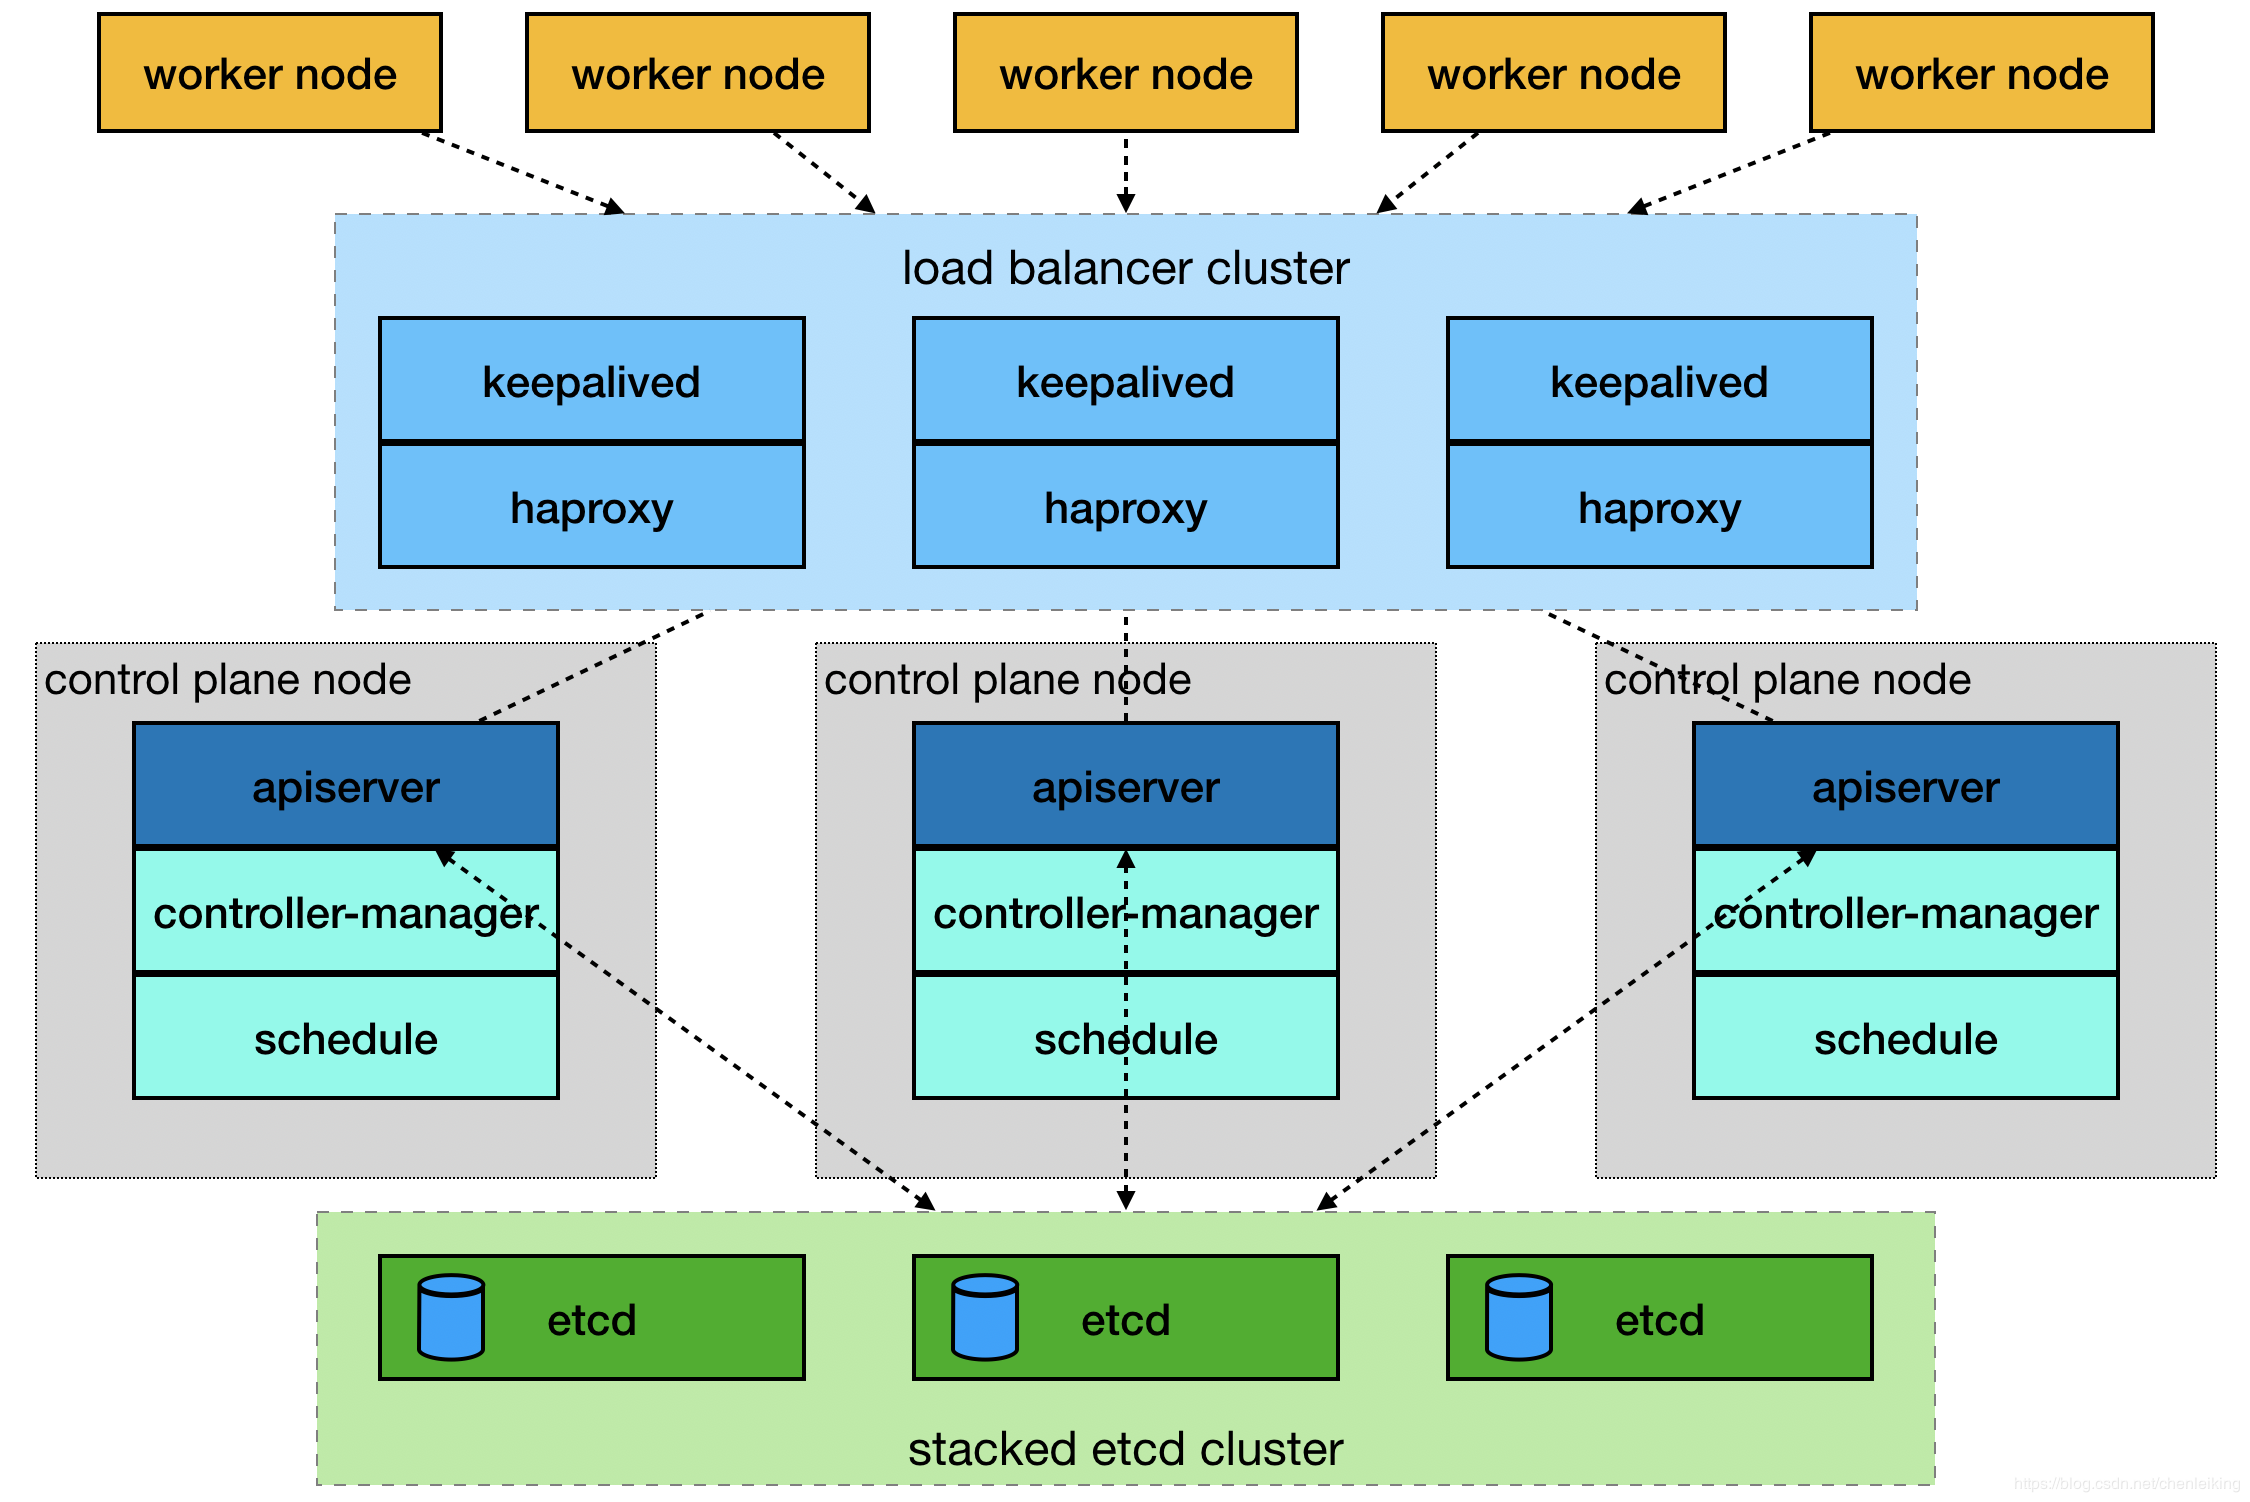 worker node
worker node
worker node
worker node
worker node
load balancer cluster
keepalived
keepalived
keepalived
haproxy
haproxy
haproxy
control plane node
control plane node
control plane node
apiserver
apiserver
apiserver
controller-manager
controller-manager
controller-manager
schedule
schedule
schedule
etcd
etcd
etcd
stacked etcd cluster
https://blog.csdn.net/chenleiking